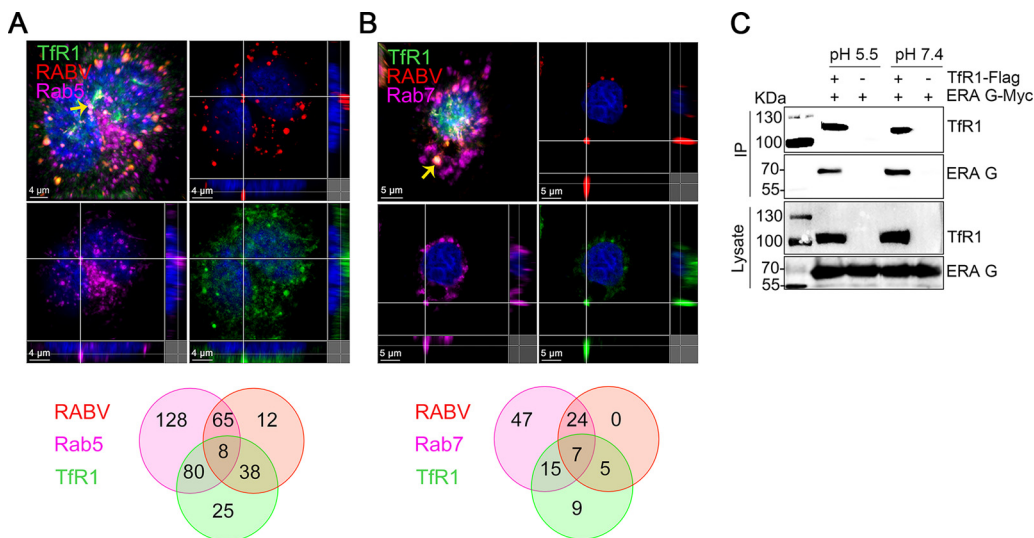 A
TfR1
RABV
Rab5
4 µm
4 µm
4 µm
4 µm
RABV
Rab5
TfR1
128
65
12
8
80
38
25
B
TfR1
RABV
Rab7
5 µm
5 µm
5 µm
5 µm
RABV
Rab7
TfR1
47
24
0
7
15
5
9
C
pH 5.5 pH 7.4
+ - + - TfR1-Flag
KDa + + + + ERA G-Myc
IP
130
100
TfR1
70
55
ERA G
Lysate
130
100
TfR1
70
55
ERA G